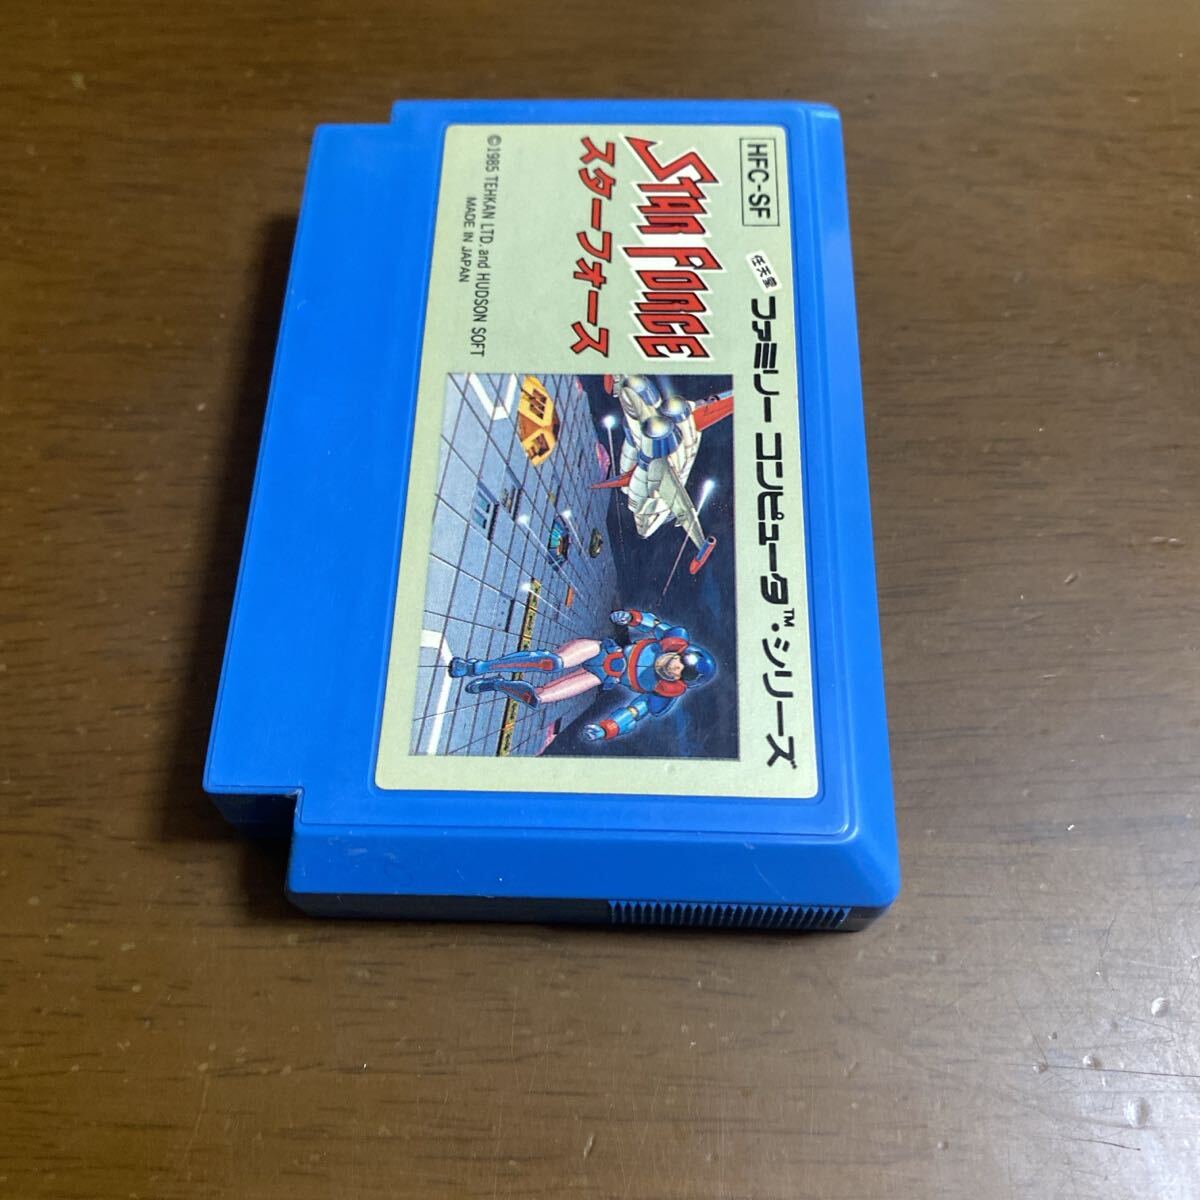 HFC-SF
任天堂 ファミリー コンピュータ™・シリーズ
STAR FORCE
スターフォース
©1985 TEHKAN LTD. and HUDSON SOFT
MADE IN JAPAN